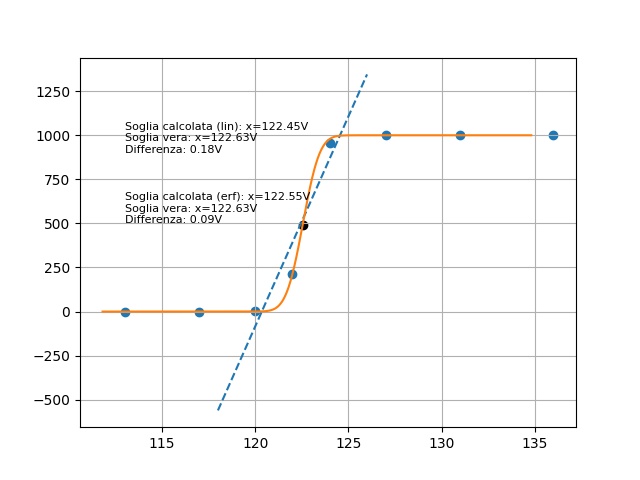 1250
Soglia calcolata (lin): x=122.45V
Soglia vera: x=122.63V
Differenza: 0.18V
1000
750
Soglia calcolata (erf): x=122.55V
Soglia vera: x=122.63V
Differenza: 0.09V
500
250
0
−250
−500
115 120 125 130 135